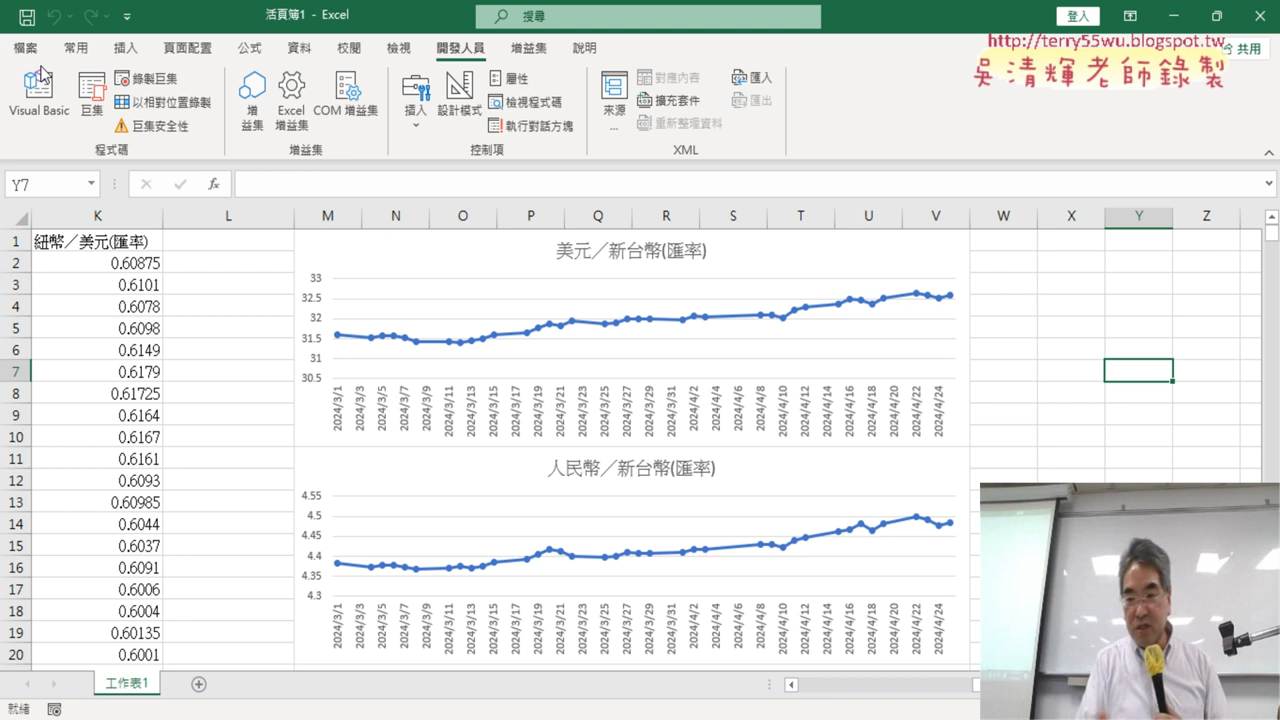 活頁簿1 - Excel
搜尋
登入
檔案 常用 插入 頁面配置 公式 資料 校閱 檢視 開發人員 增益集 說明
共用
http://terry55wu.blogspot.tw
吳清輝老師錄製
Visual Basic
巨集
錄製巨集
以相對位置錄製
巨集安全性
程式碼
增益集
Excel 增益集
COM 增益集
增益集
插入
設計模式
屬性
檢視程式碼
執行對話方塊
控制項
來源...
對應內容
擴充套件
重新整理資料
匯入
匯出
XML
Y7
fx
K L M N O P Q R S T U V W X Y Z
1 紐幣／美元(匯率)
2 0.60875
3 0.6101
4 0.6078
5 0.6098
6 0.6149
7 0.6179
8 0.61725
9 0.6164
10 0.6167
11 0.6161
12 0.6093
13 0.60985
14 0.6044
15 0.6037
16 0.6091
17 0.6006
18 0.6004
19 0.60135
20 0.6001
美元／新台幣(匯率)
33
32.5
32
31.5
31
30.5
2024/3/1 2024/3/3 2024/3/5 2024/3/7 2024/3/9 2024/3/11 2024/3/13 2024/3/15 2024/3/17 2024/3/19 2024/3/21 2024/3/23 2024/3/25 2024/3/27 2024/3/29 2024/3/31 2024/4/2 2024/4/4 2024/4/6 2024/4/8 2024/4/10 2024/4/12 2024/4/14 2024/4/16 2024/4/18 2024/4/20 2024/4/22 2024/4/24
人民幣／新台幣(匯率)
4.55
4.5
4.45
4.4
4.35
4.3
2024/3/1 2024/3/3 2024/3/5 2024/3/7 2024/3/9 2024/3/11 2024/3/13 2024/3/15 2024/3/17 2024/3/19 2024/3/21 2024/3/23 2024/3/25 2024/3/27 2024/3/29 2024/3/31 2024/4/2 2024/4/4 2024/4/6 2024/4/8 2024/4/10 2024/4/12 2024/4/14 2024/4/16 2024/4/18 2024/4/20 2024/4/22 2024/4/24
工作表1
就緒